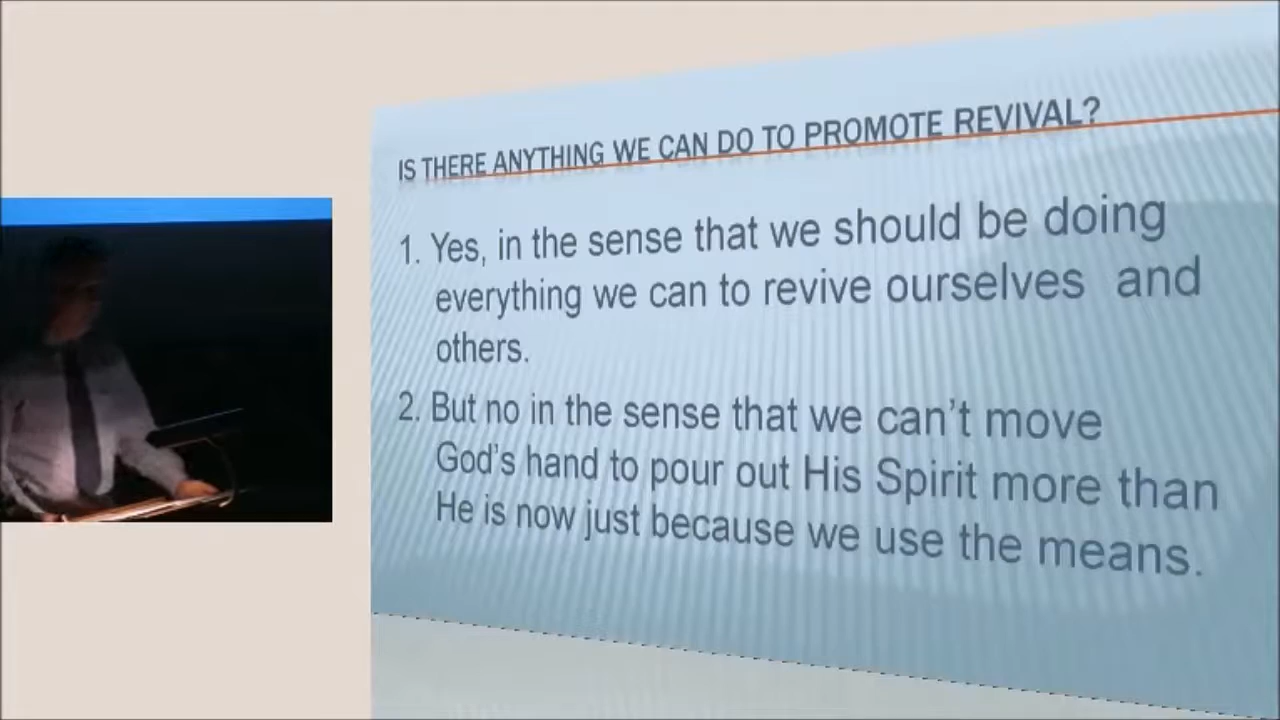 IS THERE ANYTHING WE CAN DO TO PROMOTE REVIVAL?
1. Yes, in the sense that we should be doing
everything we can to revive ourselves and
others.
2. But no in the sense that we can't move
God's hand to pour out His Spirit more than
He is now just because we use the means.